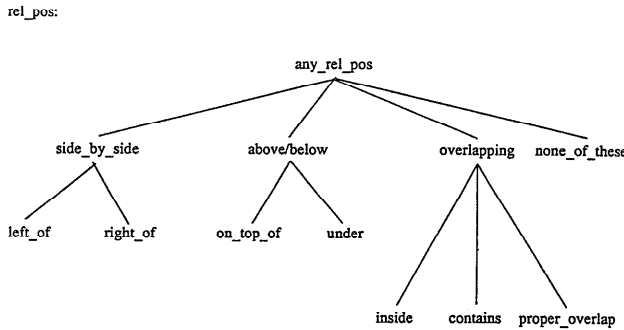 rel_pos:
any_rel_pos
side_by_side above/below overlapping none_of_these
left_of right_of on_top_of under
inside contains proper_overlap